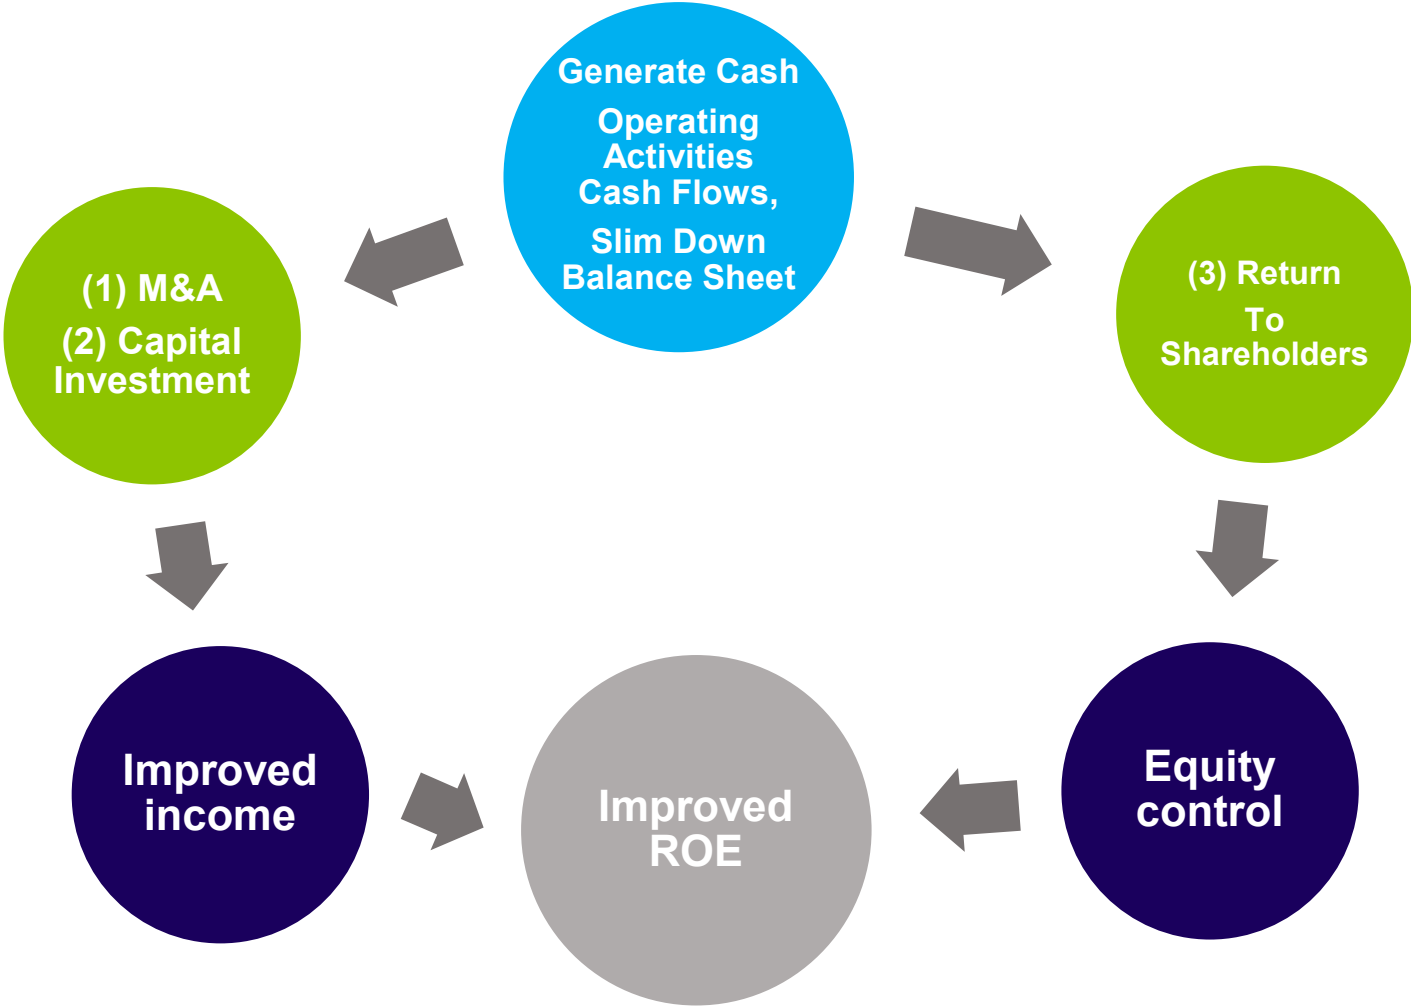 Generate Cash
Operating
Activities
Cash Flows,
Slim Down
Balance Sheet
(1) M&A
(2) Capital
Investment
(3) Return
To
Shareholders
Improved
income
Improved
ROE
Equity
control